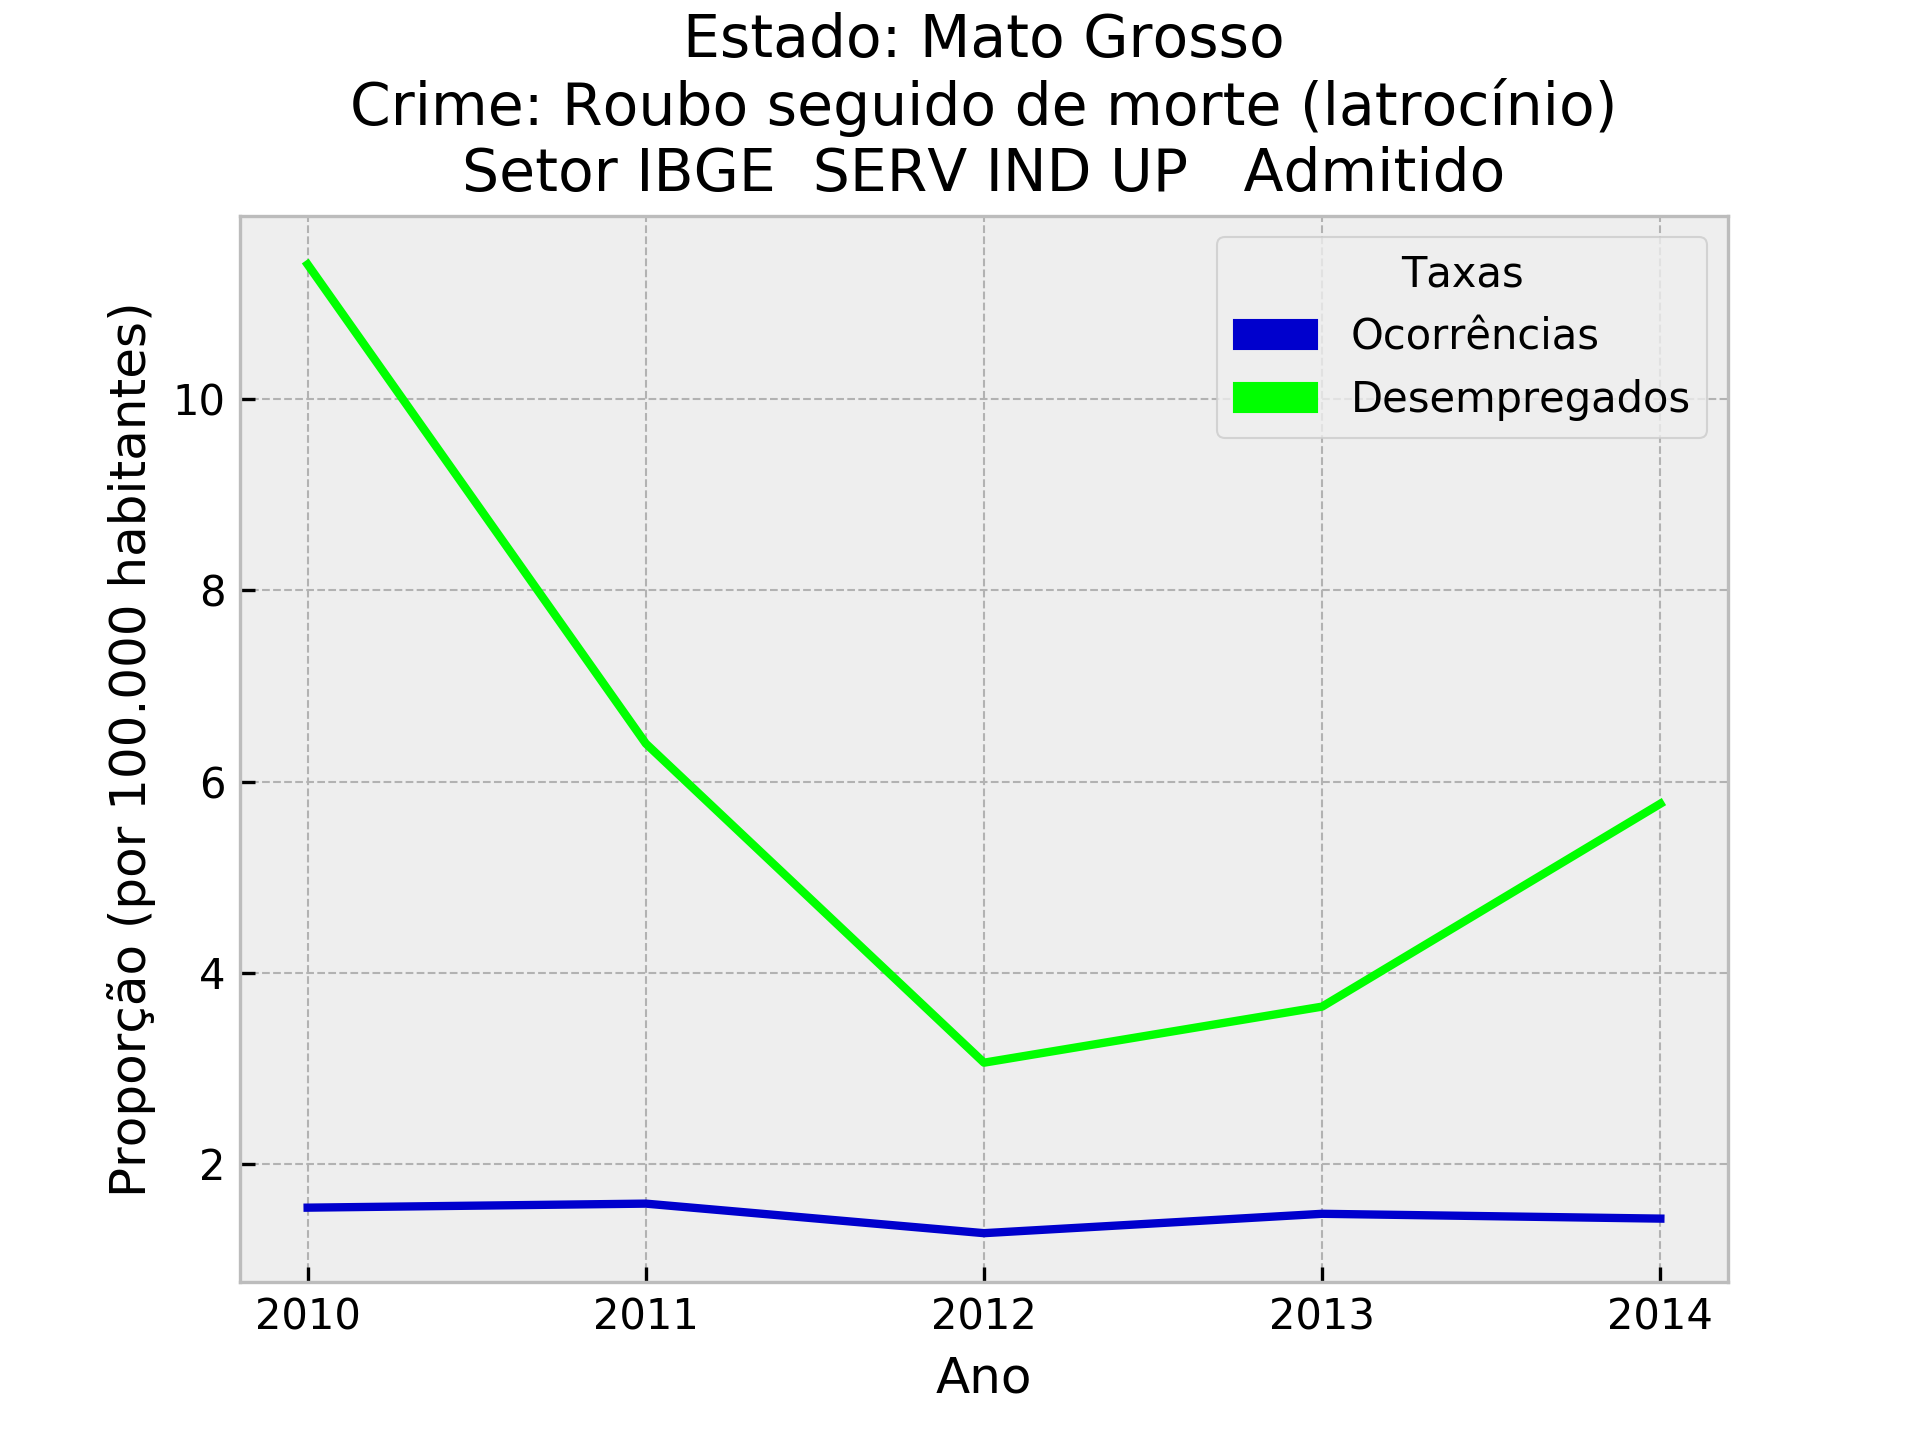 Estado: Mato Grosso
Crime: Roubo seguido de morte (latrocínio)
Setor IBGE  SERV IND UP   Admitido
Proporção (por 100.000 habitantes)
10
8
6
4
2
Taxas
Ocorrências
Desempregados
2010
2011
2012
2013
2014
Ano